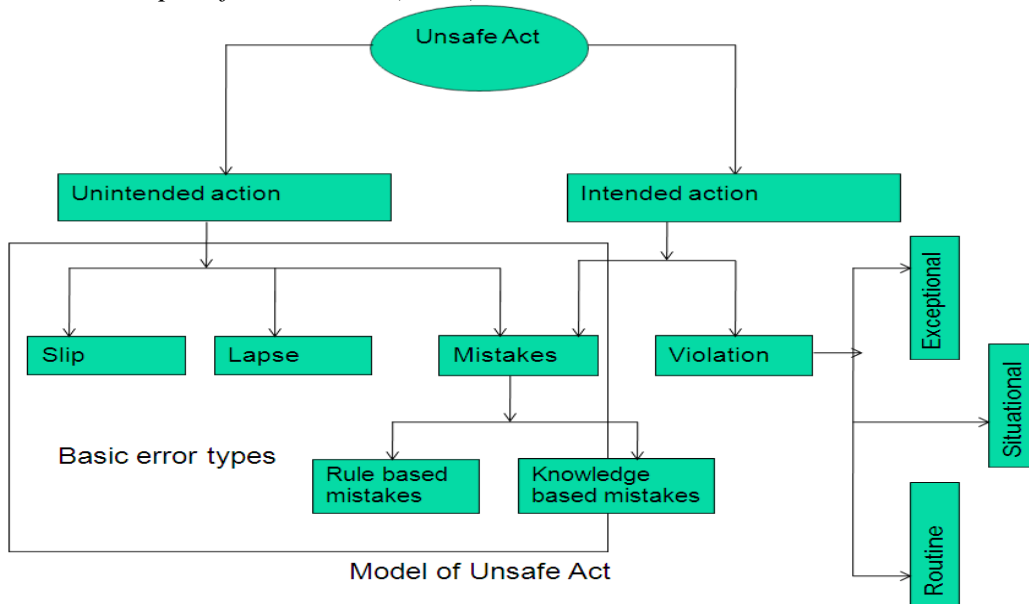 Unsafe Act
Unintended action
Intended action
Exceptional
Slip
Lapse
Mistakes
Violation
Situational
Basic error types
Rule based
mistakes
Knowledge
based mistakes
Routine
Model of Unsafe Act